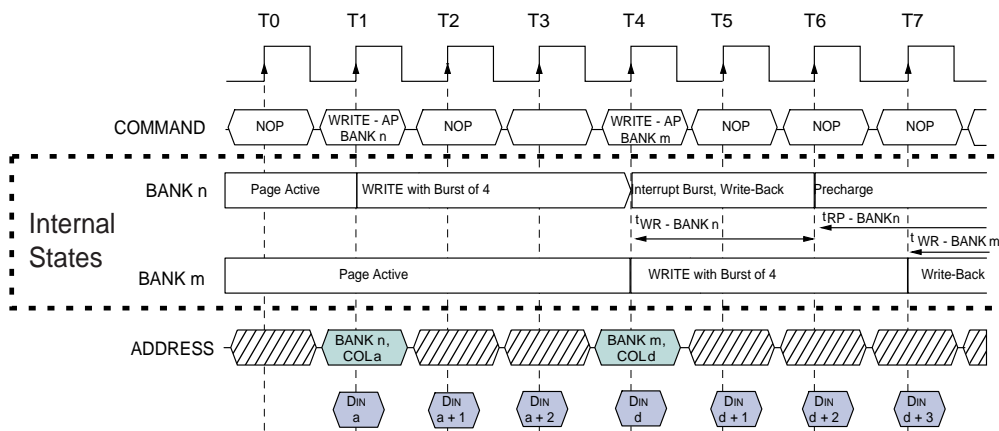 T0 T1 T2 T3 T4 T5 T6 T7
COMMAND NOP WRITE - AP BANK n NOP WRITE - AP BANK m NOP NOP NOP
BANK n Page Active WRITE with Burst of 4 Interrupt Burst, Write-Back Precharge
Internal States
tWR - BANK n tRP - BANK n
t WR - BANK m
BANK m Page Active WRITE with Burst of 4 Write-Back
ADDRESS BANK n, COL a BANK m, COL d
DIN a DIN a + 1 DIN a + 2 DIN d DIN d + 1 DIN d + 2 DIN d + 3